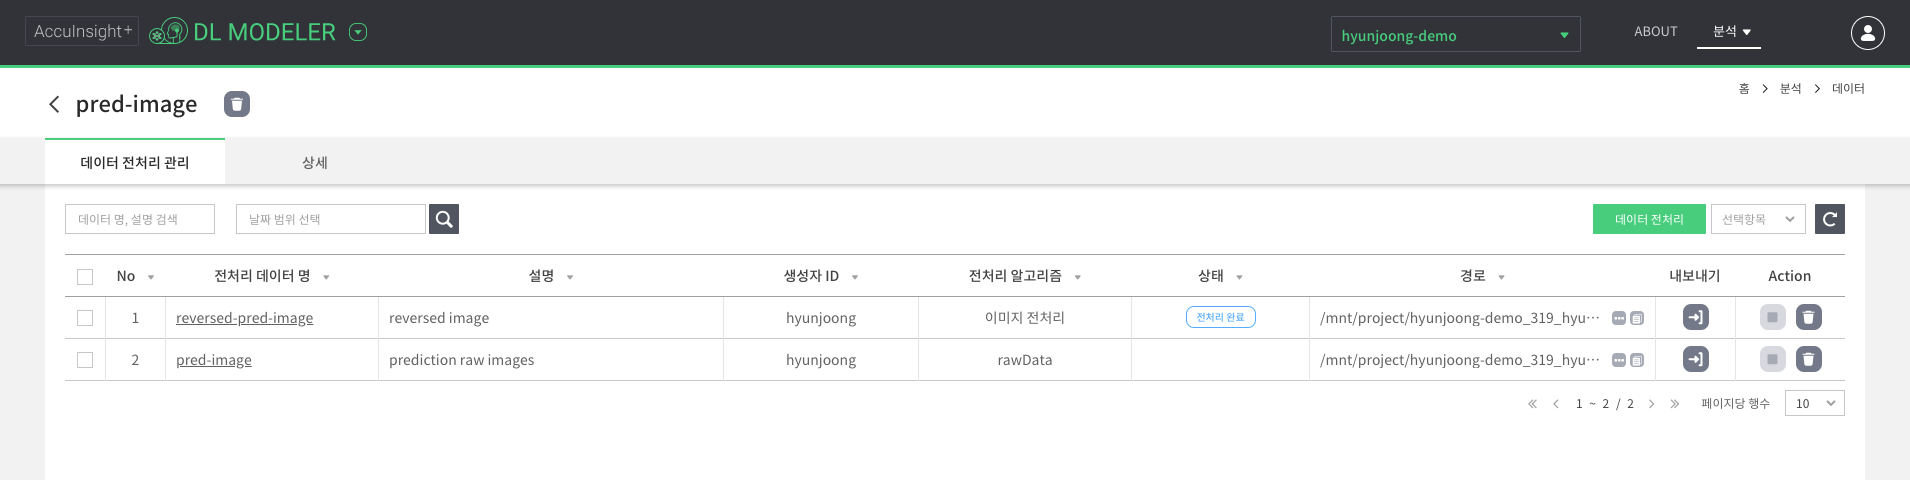 AccuInsight+ DL MODELER hyunjoong-demo ABOUT 분석
pred-image 홈 분석 데이터
데이터 전처리 관리 상세
데이터 명, 설명 검색 날짜 범위 선택 데이터 전처리 선택항목
No 전처리 데이터 명 설명 생성자 ID 전처리 알고리즘 상태 경로 내보내기 Action
1 reversed-pred-image reversed image hyunjoong 이미지 전처리 전처리 완료 /mnt/project/hyunjoong-demo_319_hyu⋯
2 pred-image prediction raw images hyunjoong rawData /mnt/project/hyunjoong-demo_319_hyu⋯
1 ~ 2 / 2 페이지당 행수 10